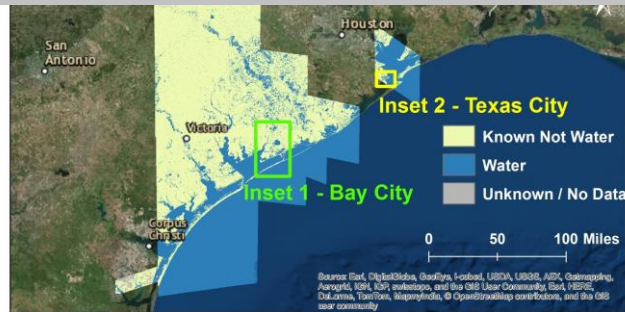 Houston
San
Antonio
Inset 2 - Texas City
Victoria
Known Not Water
Water
Inset 1 - Bay City
Unknown / No Data
Corpus
Christi
0 50 100 Miles
Source: Esri, DigitalGlobe, GeoEye, i-cubed, USDA, USGS, AEX, Getmapping,
Aerogrid, IGN, IGP, swisstopo, and the GIS User Community, Esri, HERE,
DeLorme, TomTom, MapmyIndia, © OpenStreetMap contributors, and the GIS
user community